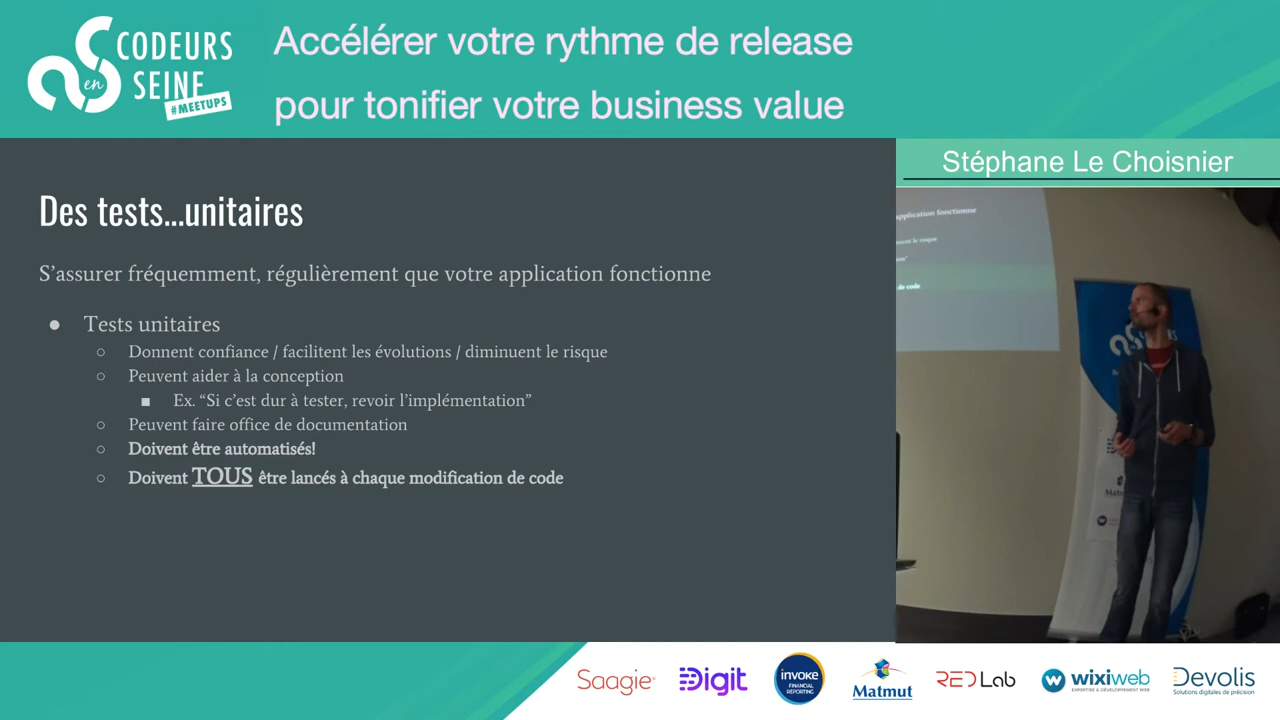 CODEURS
en
SEINE
#MEETUPS
Accélérer votre rythme de release
pour tonifier votre business value
Stéphane Le Choisnier
Des tests...unitaires
S’assurer fréquemment, régulièrement que votre application fonctionne
● Tests unitaires
○ Donnent confiance / facilitent les évolutions / diminuent le risque
○ Peuvent aider à la conception
■ Ex. “Si c’est dur à tester, revoir l’implémentation”
○ Peuvent faire office de documentation
○ Doivent être automatisés!
○ Doivent TOUS être lancés à chaque modification de code
application fonctionne
de code
Matm
Saagie
Digit
invoke
FINANCIAL
REPORTING
Matmut
RED Lab
wixiweb
EXPERTISE & DÉVELOPPEMENT WEB
Devolis
Solutions digitales de précision